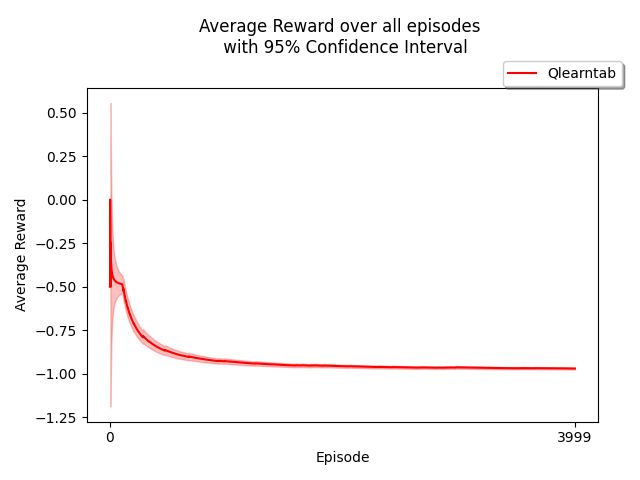 Average Reward over all episodes
with 95% Confidence Interval
Qlearntab
0.50
0.25
0.00
−0.25
−0.50
−0.75
−1.00
−1.25
Average Reward
0
3999
Episode